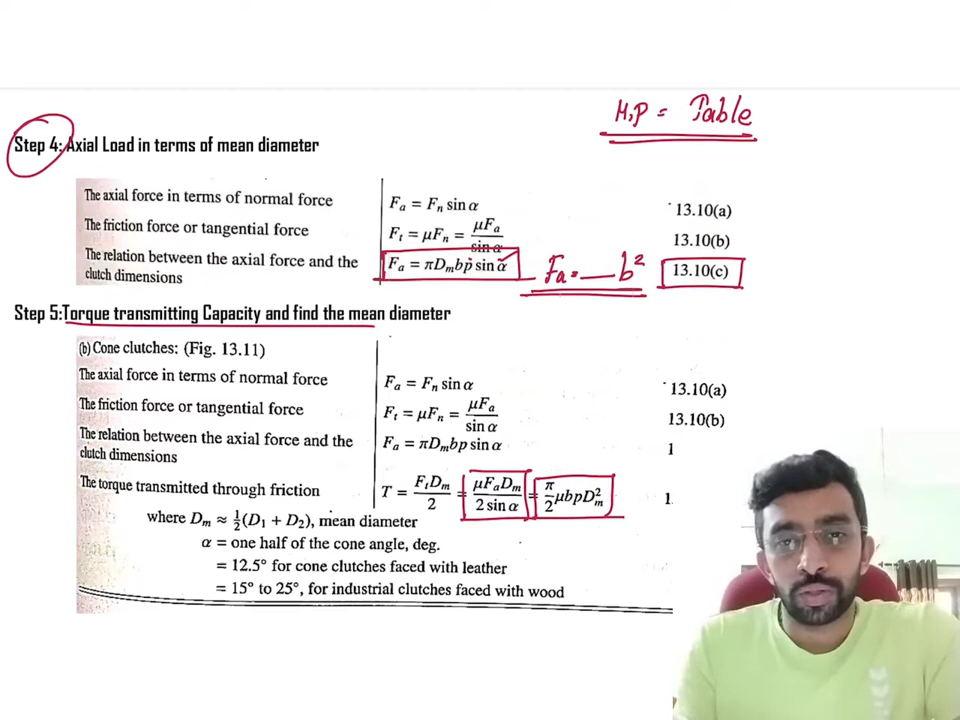 μ,p = Table
Step 4: Axial Load in terms of mean diameter
The axial force in terms of normal force Fₐ = Fₙ sin α 13.10(a)
The friction force or tangential force Fₜ = μFₙ = μFₐ / sin α 13.10(b)
The relation between the axial force and the clutch dimensions Fₐ = πDₘbp sin α Fa = __ b² 13.10(c)
Step 5:Torque transmitting Capacity and find the mean diameter
(b) Cone clutches: (Fig. 13.11)
The axial force in terms of normal force Fₐ = Fₙ sin α 13.10(a)
The friction force or tangential force Fₜ = μFₙ = μFₐ / sin α 13.10(b)
The relation between the axial force and the clutch dimensions Fₐ = πDₘbp sin α 1
The torque transmitted through friction T = FₜDₘ / 2 = μFₐDₘ / 2 sin α = π/2 μbpDₘ² 1
where Dₘ ≈ ½(D₁ + D₂), mean diameter
α = one half of the cone angle, deg.
= 12.5° for cone clutches faced with leather
= 15° to 25°, for industrial clutches faced with wood